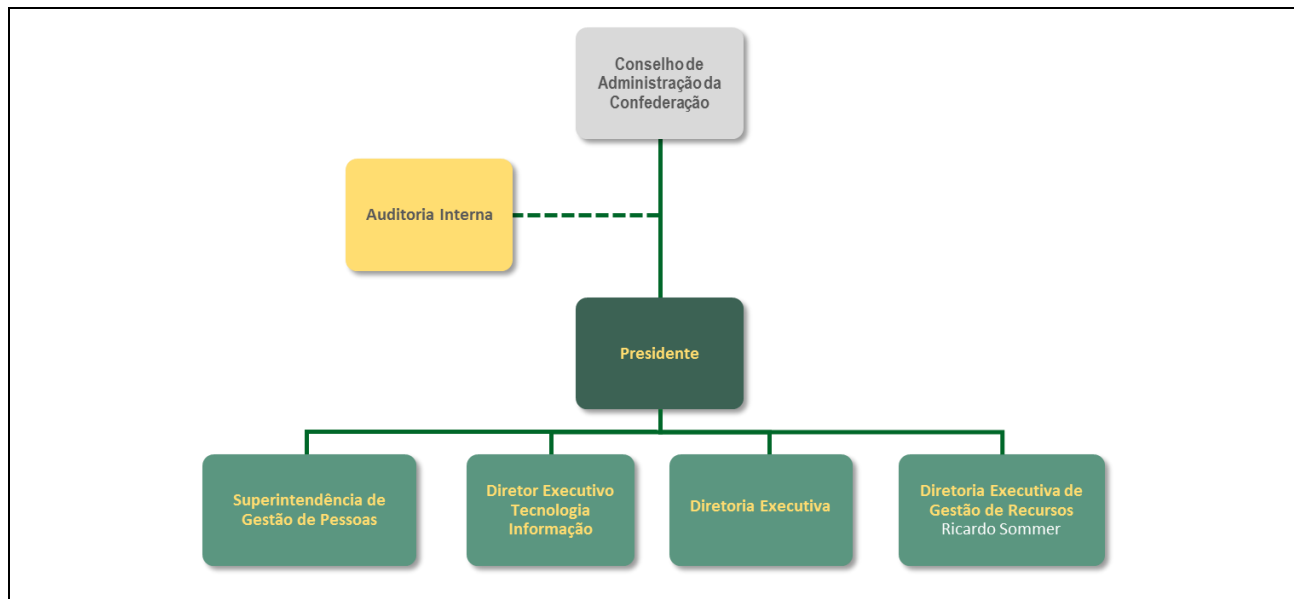 Conselho de
Administração da
Confederação
Auditoria Interna
Presidente
Superintendência de
Gestão de Pessoas
Diretor Executivo
Tecnologia
Informação
Diretoria Executiva
Diretoria Executiva de
Gestão de Recursos
Ricardo Sommer